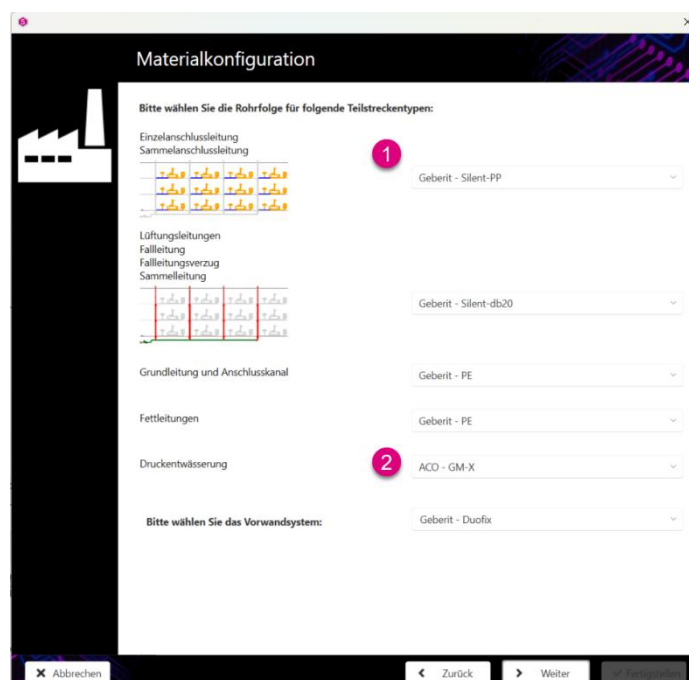 S
Materialkonfiguration
Bitte wählen Sie die Rohrfolge für folgende Teilstreckentypen:
Einzelanschlussleitung
Sammelanschlussleitung
1
Geberit - Silent-PP
Lüftungsleitungen
Fallleitung
Fallleitungsverzug
Sammelleitung
Geberit - Silent-db20
Grundleitung und Anschlusskanal
Geberit - PE
Fettleitungen
Geberit - PE
Druckentwässerung
2
ACO - GM-X
Bitte wählen Sie das Vorwandsystem:
Geberit - Duofix
Abbrechen
Zurück
Weiter
Fertigstellen